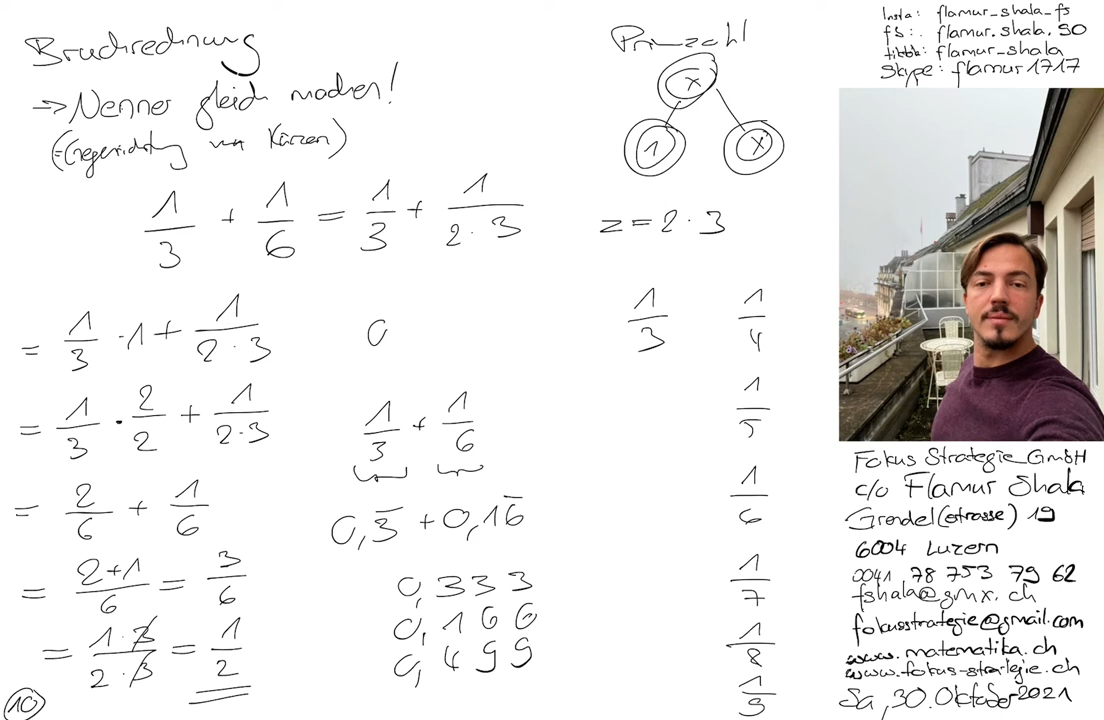 Bruchrechnung
→ Nenner gleich machen!
(=Gegenrichtung von Kürzen)
1/3 + 1/6 = 1/3 + 1/(2·3)
= 1/3 · 1 + 1/(2·3)
= 1/3 · 2/2 + 1/(2·3)
= 2/6 + 1/6
= (2+1)/6 = 3/6
= (1·3)/(2·3) = 1/2
10
0
1/3 + 1/6
0,3̅ + 0,16̅
0,333
0,166
0,499
Primzahl
x
1 x
z = 2·3
1/3 1/4
1/5
1/6
1/7
1/8
1/9
Insta: flamur_shala_fs
fS:. flamur.shala.90
tiktok: flamur_shala
Skype: flamur1717
Fokus Strategie GmbH
c/o Flamur Shala
Grendel(strasse) 19
6004 Luzern
0041 78 753 79 62
fshala@gmx.ch
fokusstrategie@gmail.com
www.matematika.ch
www.fokus-strategie.ch
Sa, 30.Oktober 2021